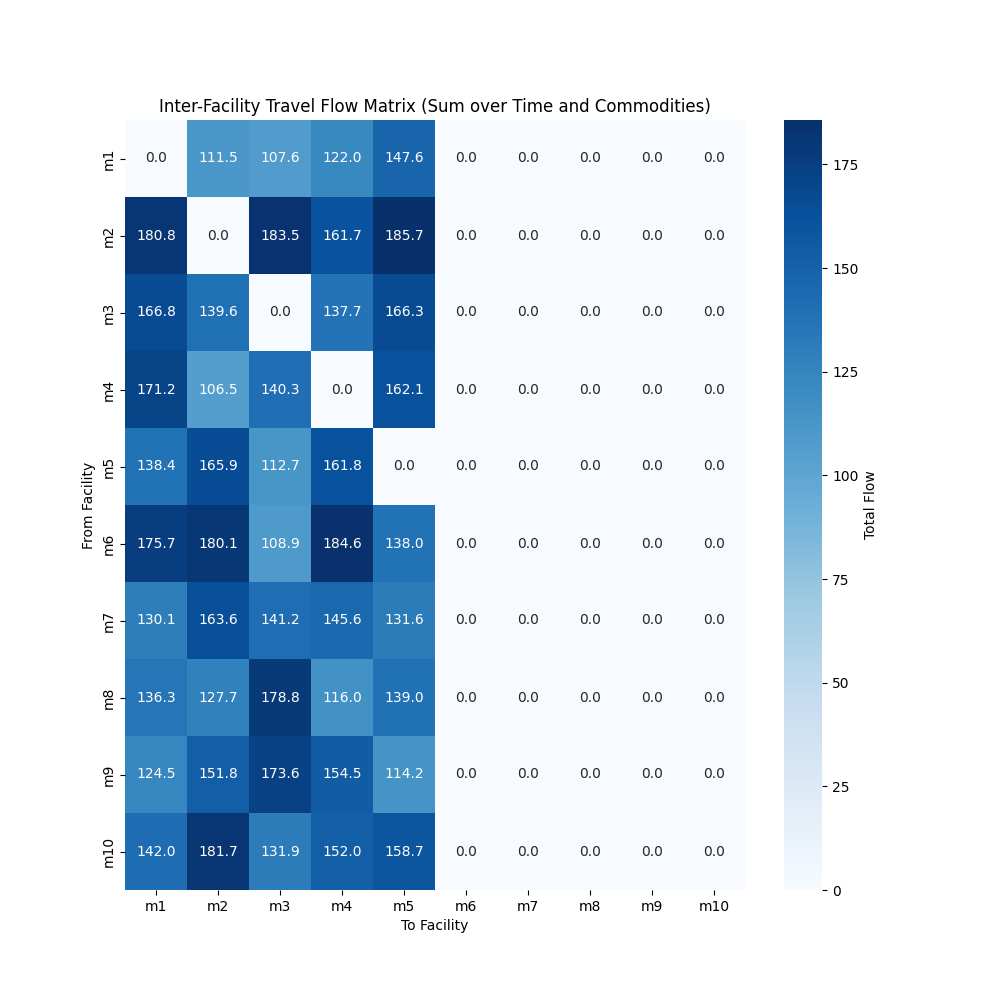 Inter-Facility Travel Flow Matrix (Sum over Time and Commodities)
m1 0.0 111.5 107.6 122.0 147.6 0.0 0.0 0.0 0.0 0.0
m2 180.8 0.0 183.5 161.7 185.7 0.0 0.0 0.0 0.0 0.0
m3 166.8 139.6 0.0 137.7 166.3 0.0 0.0 0.0 0.0 0.0
m4 171.2 106.5 140.3 0.0 162.1 0.0 0.0 0.0 0.0 0.0
m5 138.4 165.9 112.7 161.8 0.0 0.0 0.0 0.0 0.0 0.0
m6 175.7 180.1 108.9 184.6 138.0 0.0 0.0 0.0 0.0 0.0
m7 130.1 163.6 141.2 145.6 131.6 0.0 0.0 0.0 0.0 0.0
m8 136.3 127.7 178.8 116.0 139.0 0.0 0.0 0.0 0.0 0.0
m9 124.5 151.8 173.6 154.5 114.2 0.0 0.0 0.0 0.0 0.0
m10 142.0 181.7 131.9 152.0 158.7 0.0 0.0 0.0 0.0 0.0
m1 m2 m3 m4 m5 m6 m7 m8 m9 m10
To Facility
From Facility
175
150
125
100
75
50
25
0
Total Flow